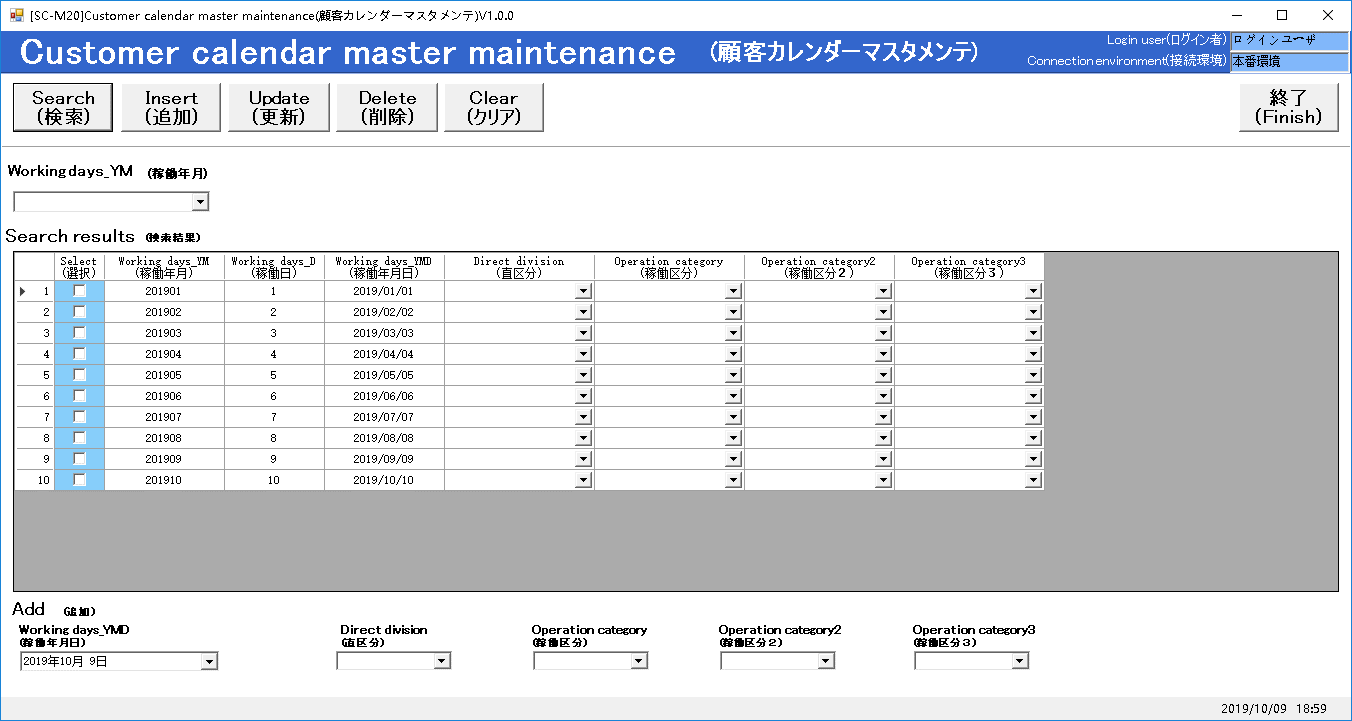 [SC-M20]Customer calendar master maintenance(顧客カレンダーマスタメンテ)V1.0.0
Customer calendar master maintenance (顧客カレンダーマスタメンテ)
Login user(ログイン者) ログインユーザ
Connection environment(接続環境) 本番環境
Search Insert Update Delete Clear 終了
(検索) (追加) (更新) (削除) (クリア) (Finish)
Working days_YM (稼働年月)
Search results (検索結果)
Select Working days_YM Working days_D Working days_YMD Direct division Operation category Operation category2 Operation category3
(選択) (稼働年月) (稼働日) (稼働年月日) (直区分) (稼働区分) (稼働区分２) (稼働区分３)
1 201901 1 2019/01/01
2 201902 2 2019/02/02
3 201903 3 2019/03/03
4 201904 4 2019/04/04
5 201905 5 2019/05/05
6 201906 6 2019/06/06
7 201907 7 2019/07/07
8 201908 8 2019/08/08
9 201909 9 2019/09/09
10 201910 10 2019/10/10
Add (追加)
Working days_YMD Direct division Operation category Operation category2 Operation category3
(稼働年月日) (直区分) (稼働区分) (稼働区分２) (稼働区分３)
2019年10月 9日
2019/10/09 18:59